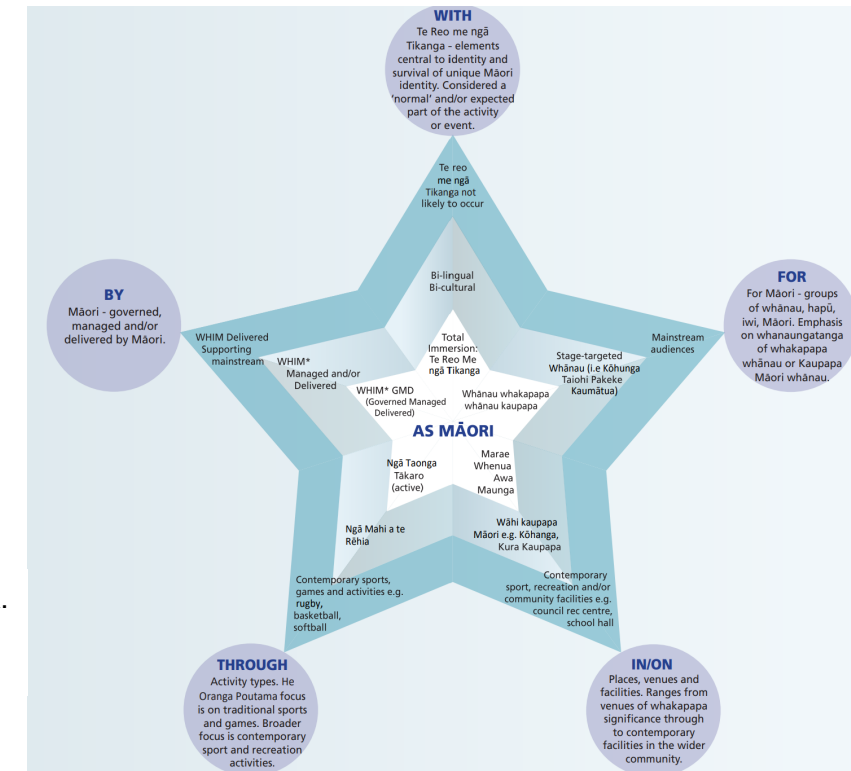 WITH
Te Reo me ngā
Tikanga - elements
central to identity and
survival of unique Māori
identity. Considered a
'normal' and/or expected
part of the activity
or event.
Te reo
me ngā
Tikanga not
likely to occur
Bi-lingual
Bi-cultural
Total
Immersion:
Te Reo Me
ngā Tikanga
BY
Māori - governed,
managed and/or
delivered by Māori.
WHIM Delivered
Supporting
mainstream
WHIM*
Managed and/or
Delivered
WHIM* GMD
(Governed Managed
Delivered)
FOR
For Māori - groups
of whānau, hapū,
iwi, Māori. Emphasis
on whanaungatanga
of whakapapa
whānau or Kaupapa
Māori whānau.
Mainstream
audiences
Stage-targeted
Whānau (i.e Kōhunga
Taiohi Pakeke
Kaumātua)
Whānau whakapapa
whānau kaupapa
AS MĀORI
Ngā Taonga
Tākaro
(active)
Marae
Whenua
Awa
Maunga
Ngā Mahi a te
Rēhia
Wāhi kaupapa
Māori e.g. Kōhanga,
Kura Kaupapa
Contemporary sports,
games and activities e.g.
rugby,
basketball,
softball
Contemporary
sport, recreation and/or
community facilities e.g.
council rec centre,
school hall
THROUGH
Activity types. He
Oranga Poutama focus
is on traditional sports
and games. Broader
focus is contemporary
sport and recreation
activities.
IN/ON
Places, venues and
facilities. Ranges from
venues of whakapapa
significance through
to contemporary
facilities in the wider
community.